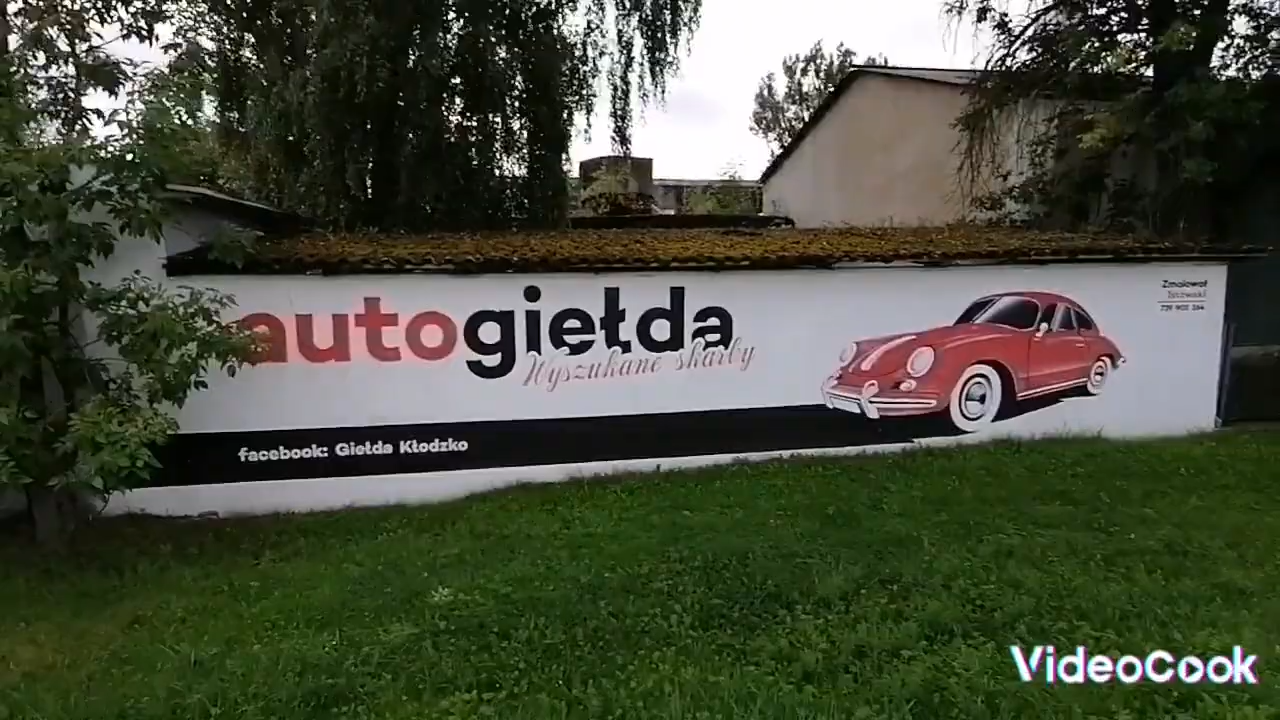 autogiełda
Wyszukane skarby
facebook: Giełda Kłodzko
Zmalował
VideoCook